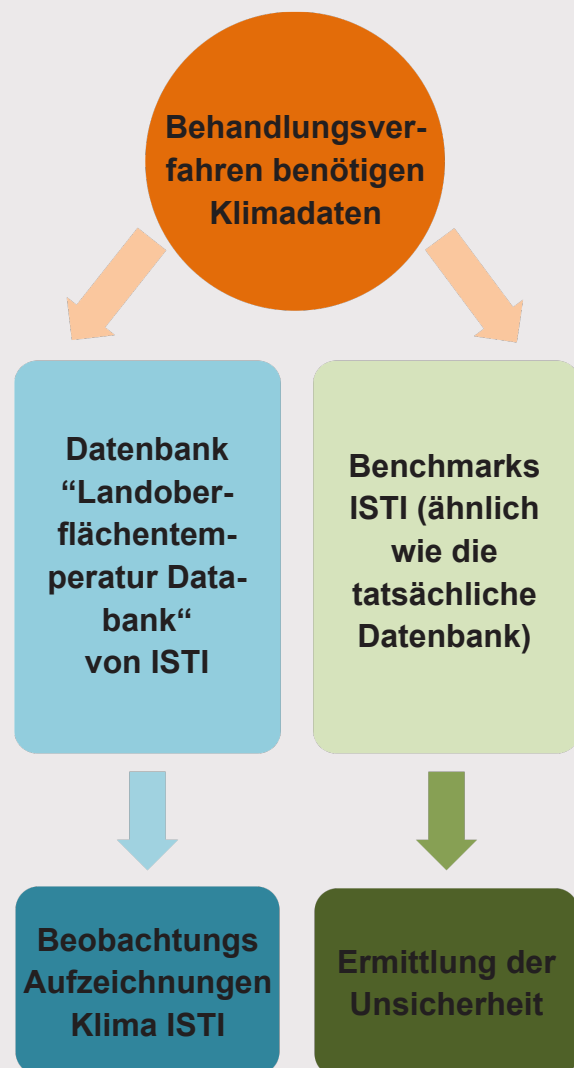 Behandlungsver-
fahren benötigen
Klimadaten
Datenbank
“Landober-
flächentem-
peratur Data-
bank“
von ISTI
Benchmarks
ISTI (ähnlich
wie die
tatsächliche
Datenbank)
Beobachtungs
Aufzeichnungen
Klima ISTI
Ermittlung der
Unsicherheit